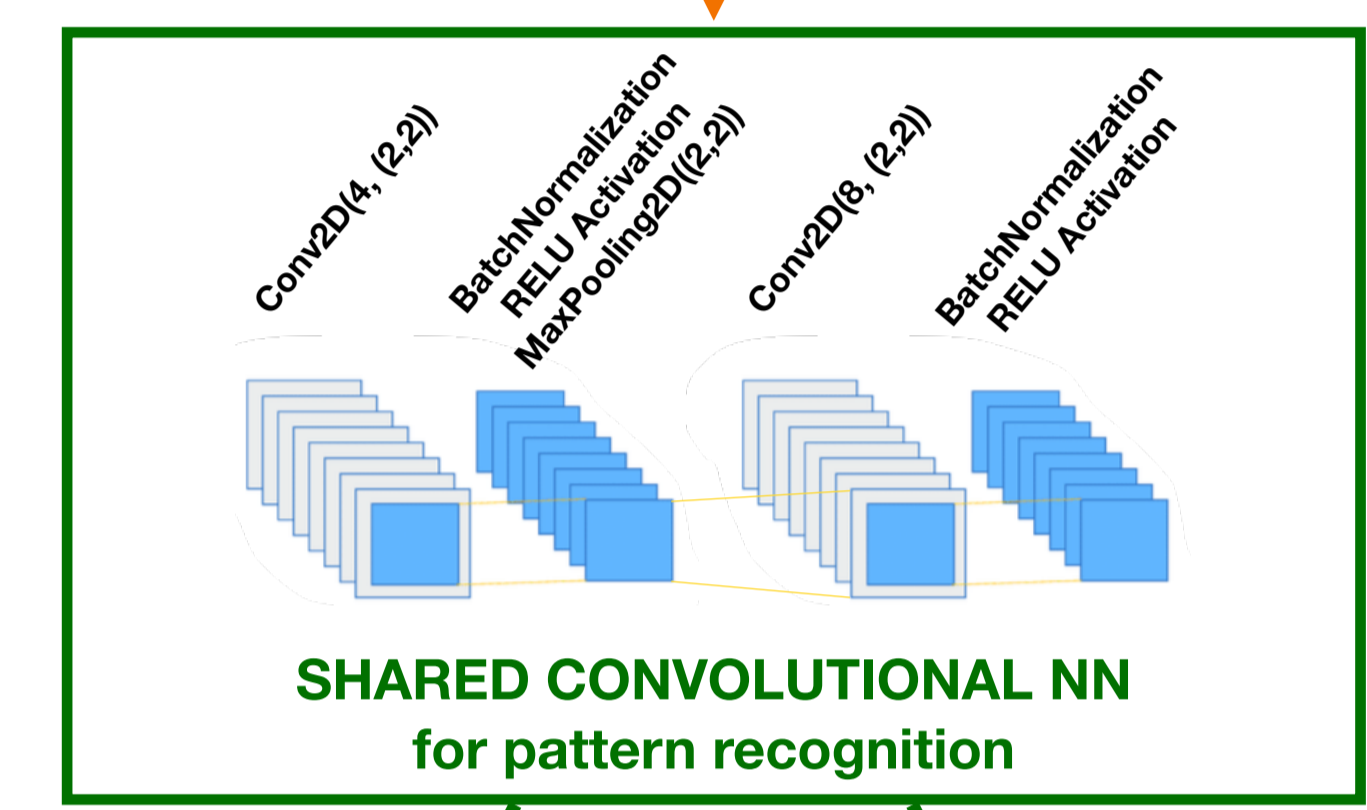 Conv2D(4, (2,2))
BatchNormalization
RELU Activation
MaxPooling2D((2,2))
Conv2D(8, (2,2))
BatchNormalization
RELU Activation
SHARED CONVOLUTIONAL NN
for pattern recognition